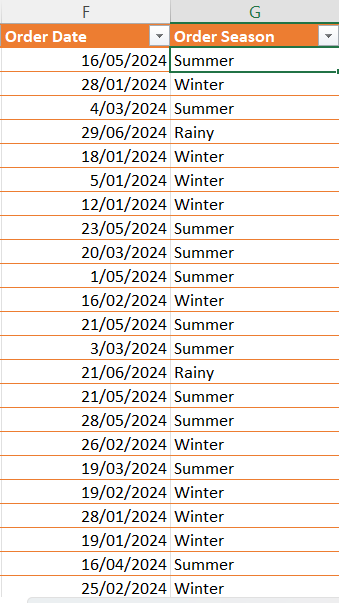 F G
Order Date Order Season
16/05/2024 Summer
28/01/2024 Winter
4/03/2024 Summer
29/06/2024 Rainy
18/01/2024 Winter
5/01/2024 Winter
12/01/2024 Winter
23/05/2024 Summer
20/03/2024 Summer
1/05/2024 Summer
16/02/2024 Winter
21/05/2024 Summer
3/03/2024 Summer
21/06/2024 Rainy
21/05/2024 Summer
28/05/2024 Summer
26/02/2024 Winter
19/03/2024 Summer
19/02/2024 Winter
28/01/2024 Winter
19/01/2024 Winter
16/04/2024 Summer
25/02/2024 Winter